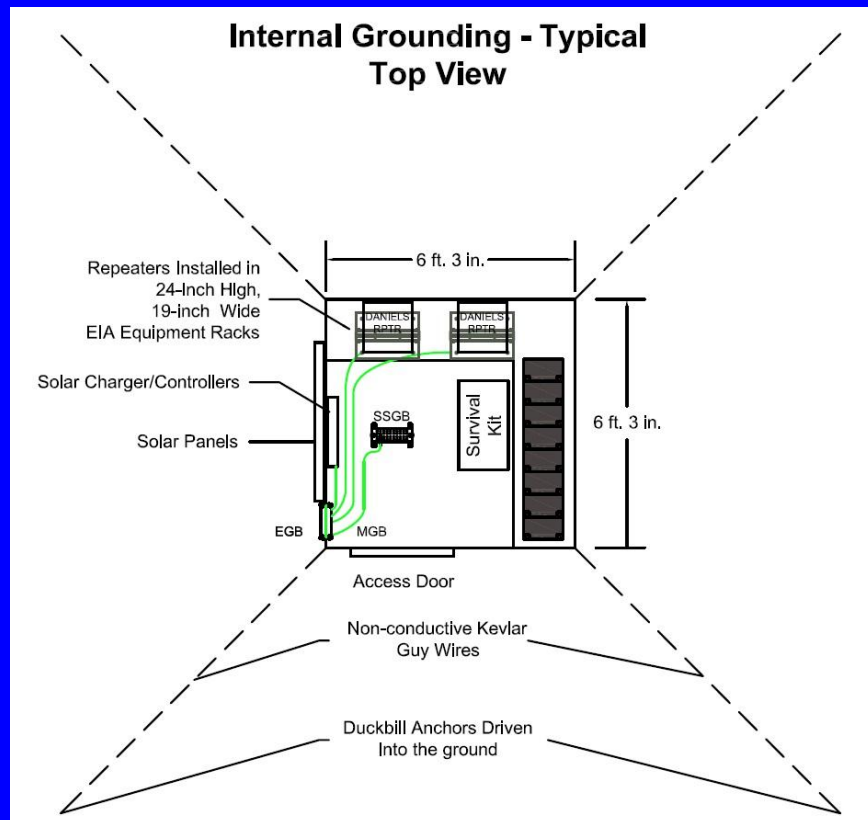 Internal Grounding - Typical
Top View
6 ft. 3 in.
Repeaters Installed in
24-Inch HIgh,
19-inch Wide
EIA Equipment Racks
DANIELS
RPTR
DANIELS
RPTR
Solar Charger/Controllers
SSGB
Survival
Kit
6 ft. 3 in.
Solar Panels
EGB
MGB
Access Door
Non-conductive Kevlar
Guy Wires
Duckbill Anchors Driven
Into the ground